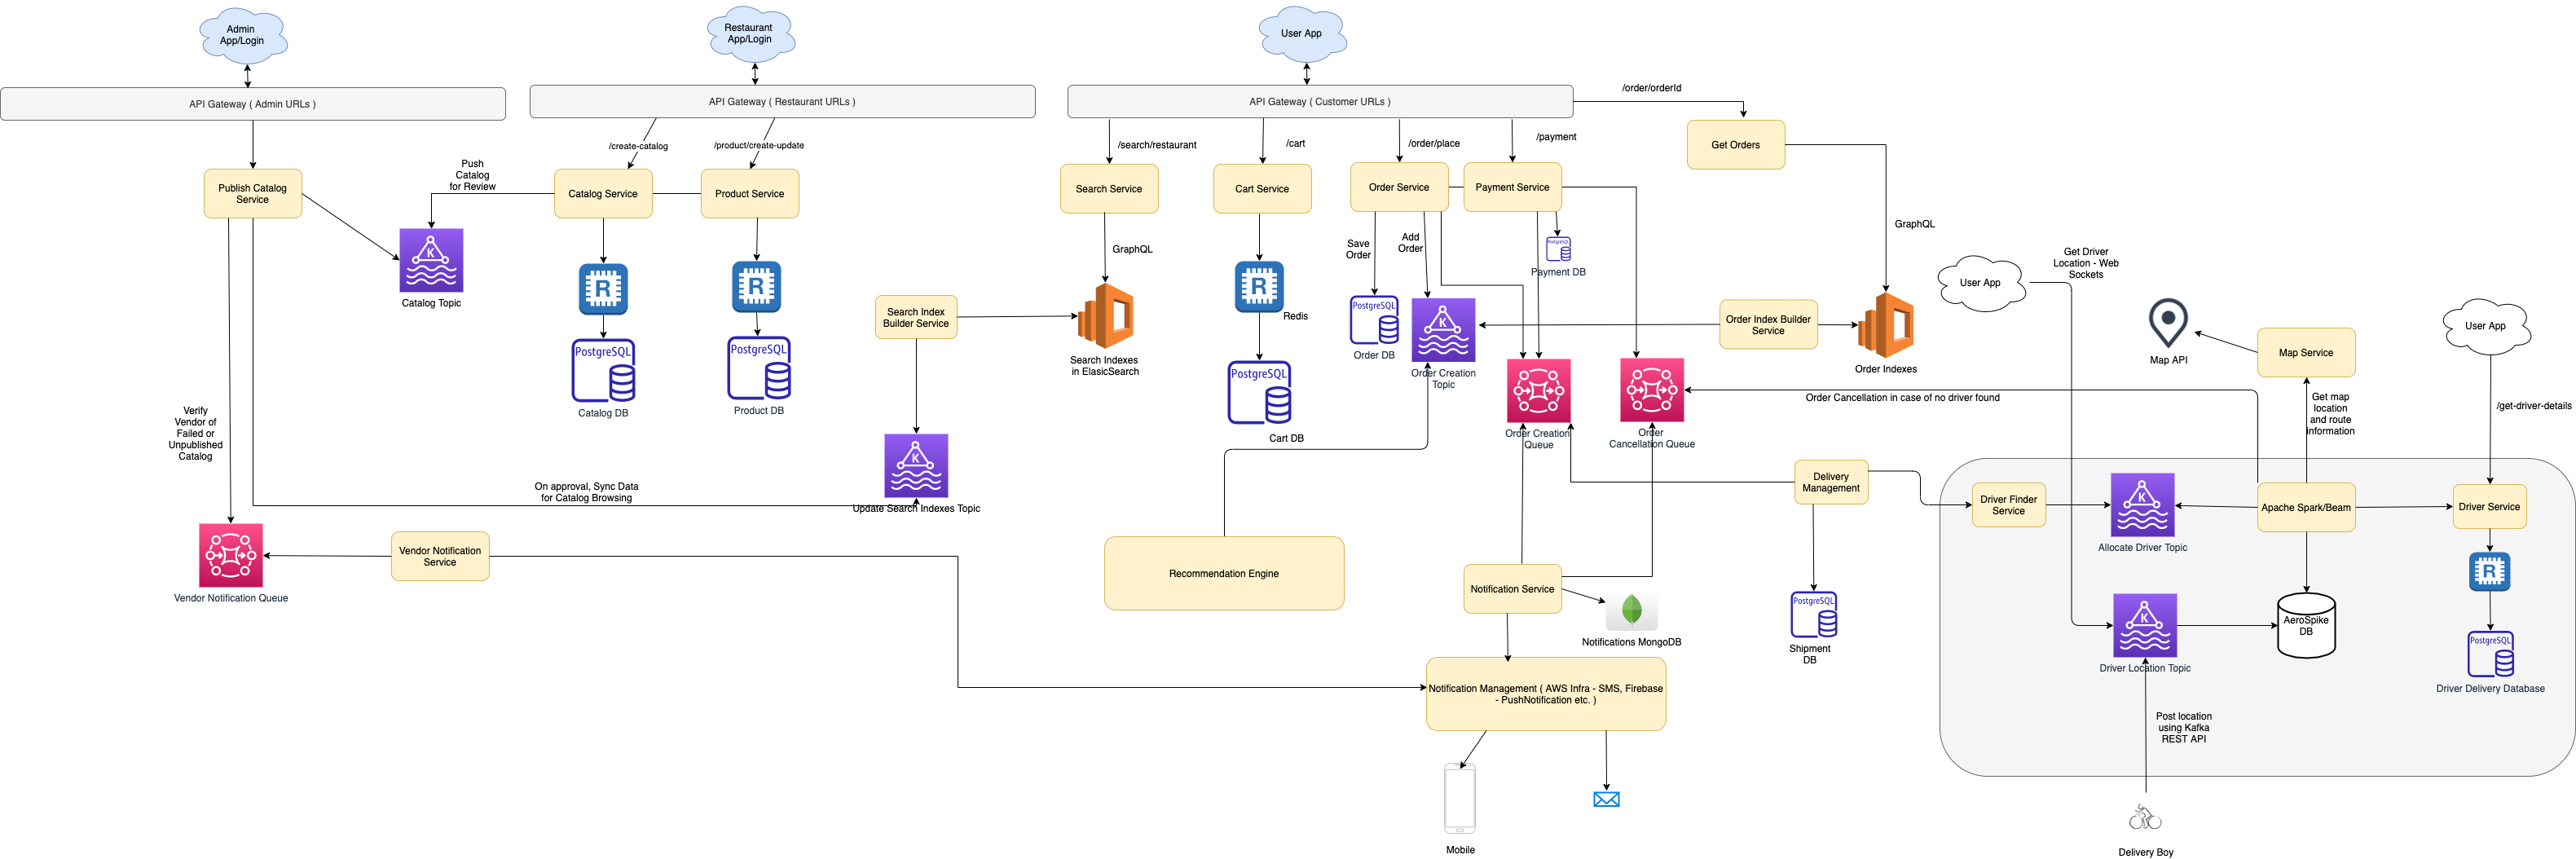 Admin
App/Login
Restaurant
App/Login
User App
API Gateway ( Admin URLs )
API Gateway ( Restaurant URLs )
API Gateway ( Customer URLs )
/order/orderId
/create-catalog
/product/create-update
/search/restaurant
/cart
/order/place
/payment
Get Orders
Push
Catalog
for Review
Publish Catalog
Service
Catalog Service
Product Service
Search Service
Cart Service
Order Service
Payment Service
GraphQL
GraphQL
Save
Order
Add
Order
PostgreSQL
Payment DB
K
Catalog Topic
R
R
R
Redis
Get Driver
Location - Web
Sockets
User App
User App
Search Index
Builder Service
Search Indexes
in ElasicSearch
PostgreSQL
Catalog DB
PostgreSQL
Product DB
PostgreSQL
Cart DB
PostgreSQL
Order DB
K
Order Creation
Topic
Order Index Builder
Service
Order Indexes
Map API
Map Service
Order Creation
Queue
Order
Cancellation Queue
Order Cancellation in case of no driver found
Get map
location
and route
information
/get-driver-details
Verify
Vendor of
Failed or
Unpublished
Catalog
On approval, Sync Data
for Catalog Browsing
K
Update Search Indexes Topic
Delivery
Management
Driver Finder
Service
K
Allocate Driver Topic
Apache Spark/Beam
Driver Service
Vendor Notification Queue
Vendor Notification
Service
Recommendation Engine
Notification Service
Notifications MongoDB
PostgreSQL
Shipment
DB
K
Driver Location Topic
AeroSpike
DB
R
PostgreSQL
Driver Delivery Database
Notification Management ( AWS Infra - SMS, Firebase
- PushNotification etc. )
Post location
using Kafka
REST API
Mobile
Delivery Boy